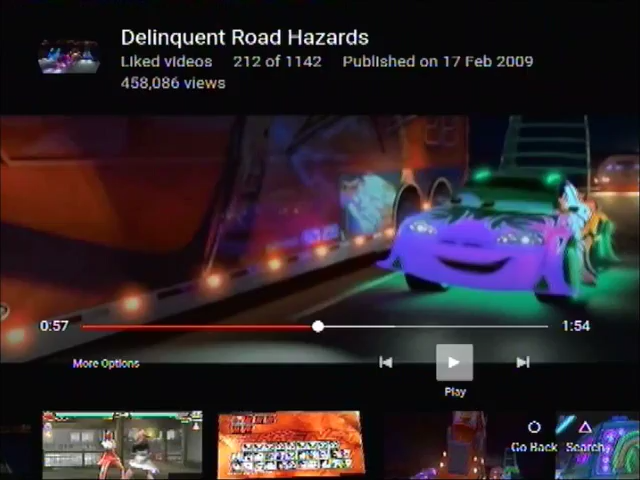 Delinquent Road Hazards
Liked videos 212 of 1142 Published on 17 Feb 2009
458,086 views
0:57 1:54
More Options
Play
Go Back Search